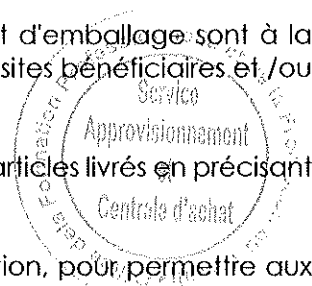 t d'emballage sont à la
sites bénéficiaires et /ou
Service
Approvisionnement
&
Centrale d'achat
articles livrés en précisant
tion, pour permettre aux